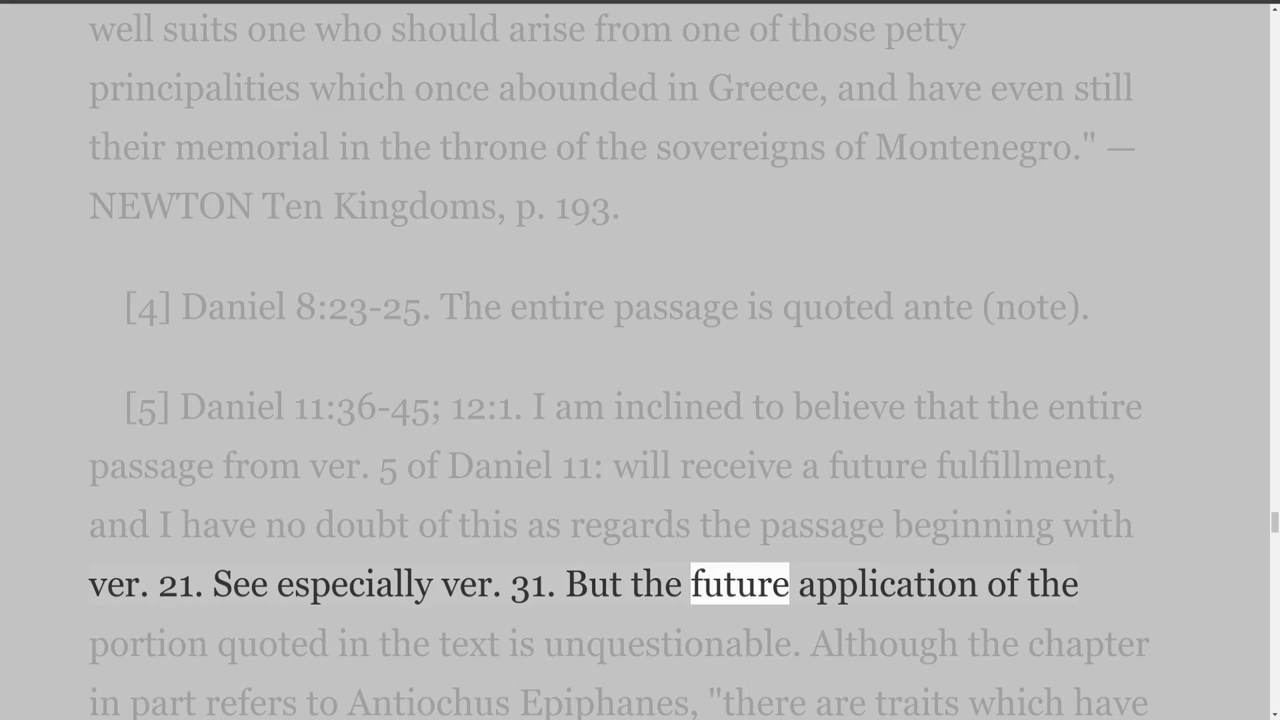 well suits one who should arise from one of those petty
principalities which once abounded in Greece, and have even still
their memorial in the throne of the sovereigns of Montenegro." —
NEWTON Ten Kingdoms, p. 193.
[4] Daniel 8:23-25. The entire passage is quoted ante (note).
[5] Daniel 11:36-45; 12:1. I am inclined to believe that the entire
passage from ver. 5 of Daniel 11: will receive a future fulfillment,
and I have no doubt of this as regards the passage beginning with
ver. 21. See especially ver. 31. But the future application of the
portion quoted in the text is unquestionable. Although the chapter
in part refers to Antiochus Epiphanes, "there are traits which have